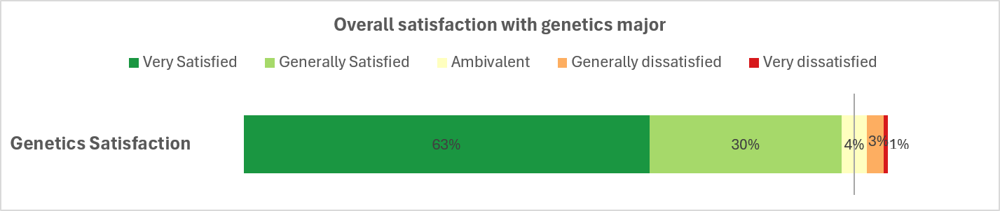 Overall satisfaction with genetics major
Very Satisfied Generally Satisfied Ambivalent Generally dissatisfied Very dissatisfied
Genetics Satisfaction 63% 30% 4% 3% 1%